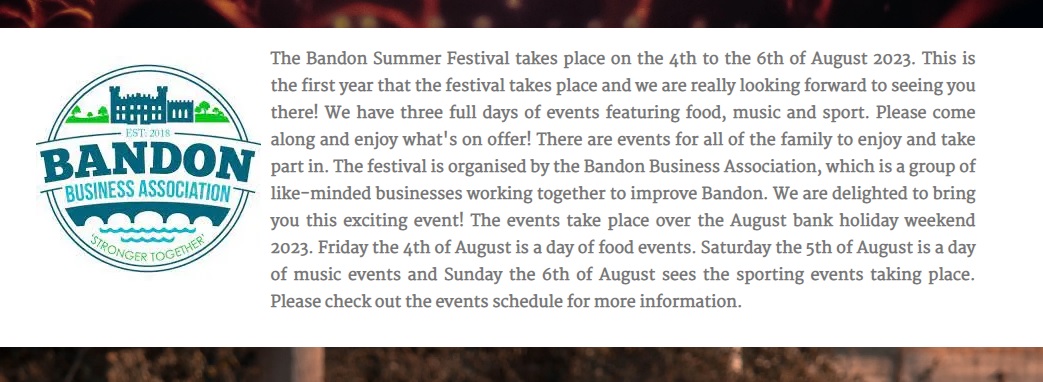 EST. 2018
BANDON
BUSINESS ASSOCIATION
'STRONGER TOGETHER'
The Bandon Summer Festival takes place on the 4th to the 6th of August 2023. This is
the first year that the festival takes place and we are really looking forward to seeing you
there! We have three full days of events featuring food, music and sport. Please come
along and enjoy what's on offer! There are events for all of the family to enjoy and take
part in. The festival is organised by the Bandon Business Association, which is a group of
like-minded businesses working together to improve Bandon. We are delighted to bring
you this exciting event! The events take place over the August bank holiday weekend
2023. Friday the 4th of August is a day of food events. Saturday the 5th of August is a day
of music events and Sunday the 6th of August sees the sporting events taking place.
Please check out the events schedule for more information.